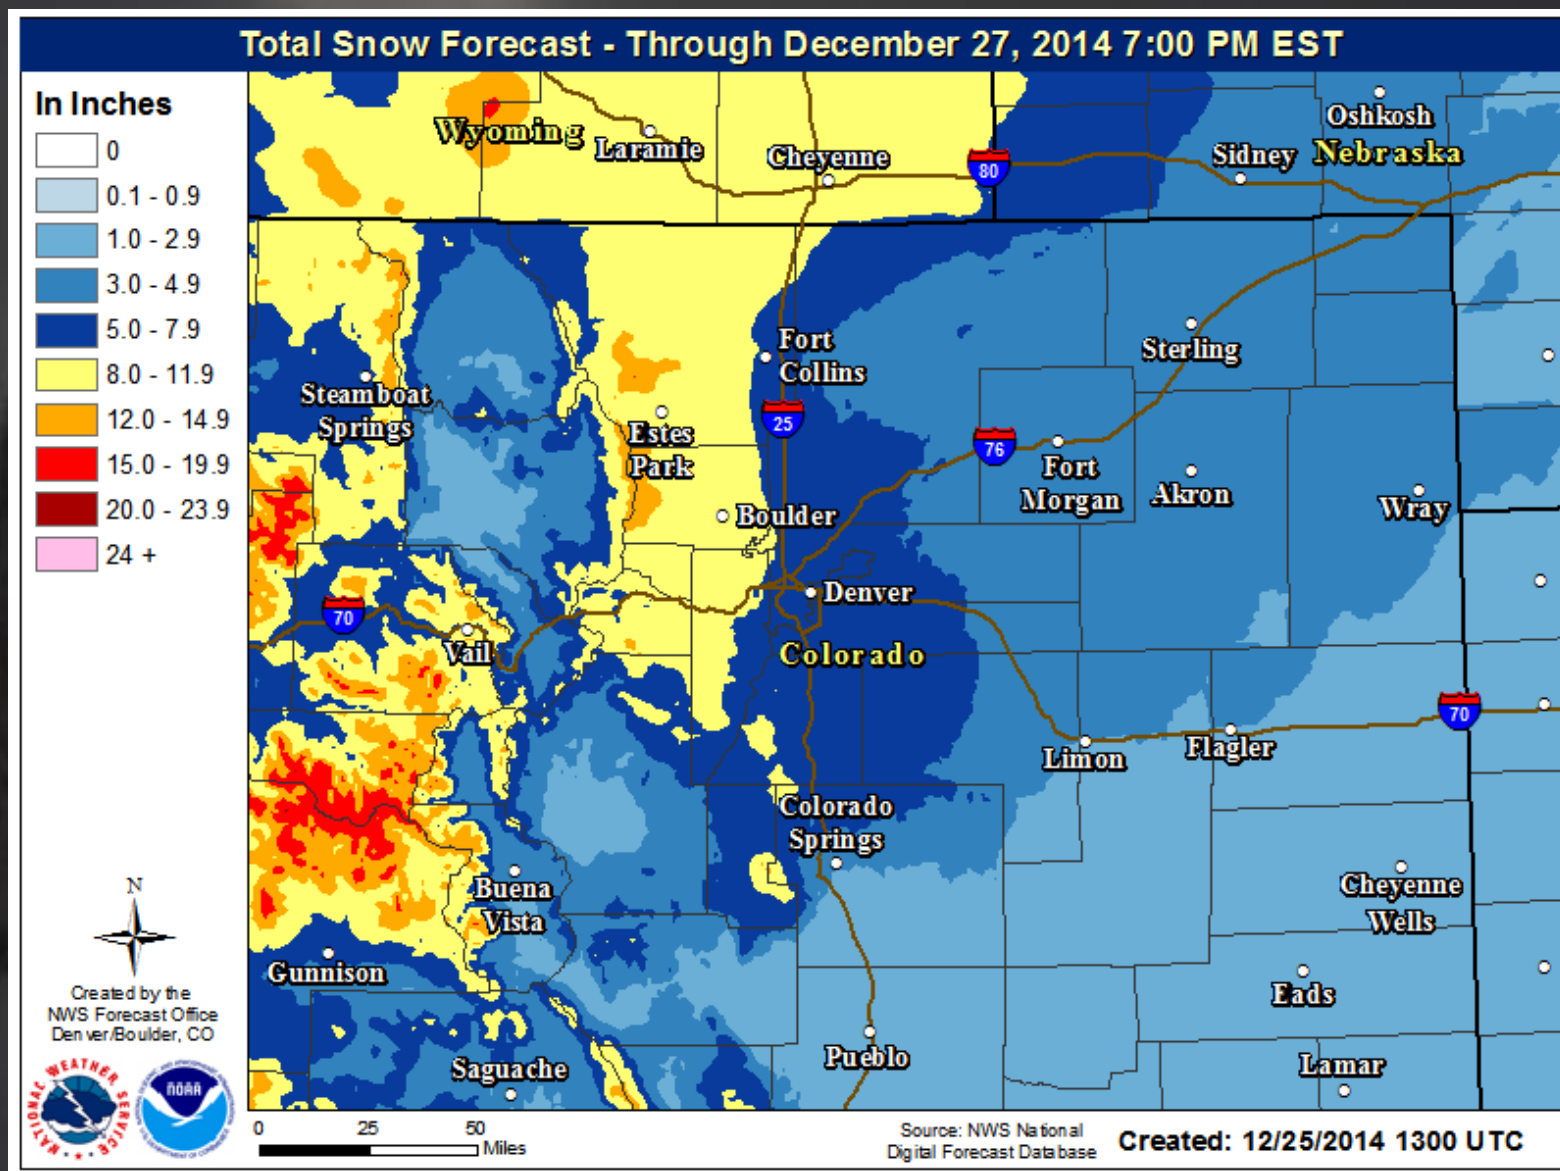 Total Snow Forecast - Through December 27, 2014 7:00 PM EST
In Inches
0
0.1 - 0.9
1.0 - 2.9
3.0 - 4.9
5.0 - 7.9
8.0 - 11.9
12.0 - 14.9
15.0 - 19.9
20.0 - 23.9
24 +
Oshkosh
Wyoming
Laramie
Cheyenne
80
Sidney
Nebraska
Fort
Collins
Sterling
Steamboat
Springs
25
Estes
Park
76
Fort
Morgan
Akron
Wray
Boulder
Denver
70
Vail
Colorado
70
Limon
Flagler
Colorado
Springs
Buena
Vista
Cheyenne
Wells
Gunnison
Eads
Pueblo
Saguache
Lamar
N
Created by the
NWS Forecast Office
Denver/Boulder, CO
NATIONAL WEATHER SERVICE
NOAA
0 25 50
Miles
Source: NWS National
Digital Forecast Database
Created: 12/25/2014 1300 UTC